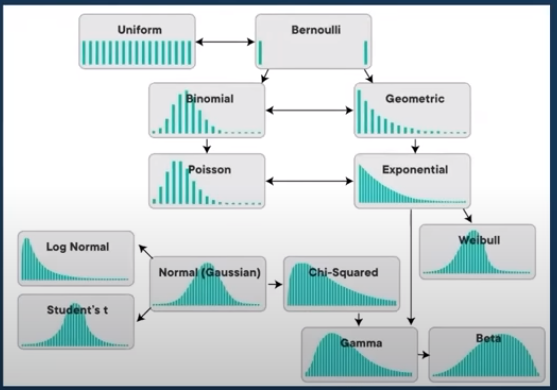 Uniform
Bernoulli
Binomial
Geometric
Poisson
Exponential
Log Normal
Normal (Gaussian)
Chi-Squared
Weibull
Student's t
Gamma
Beta